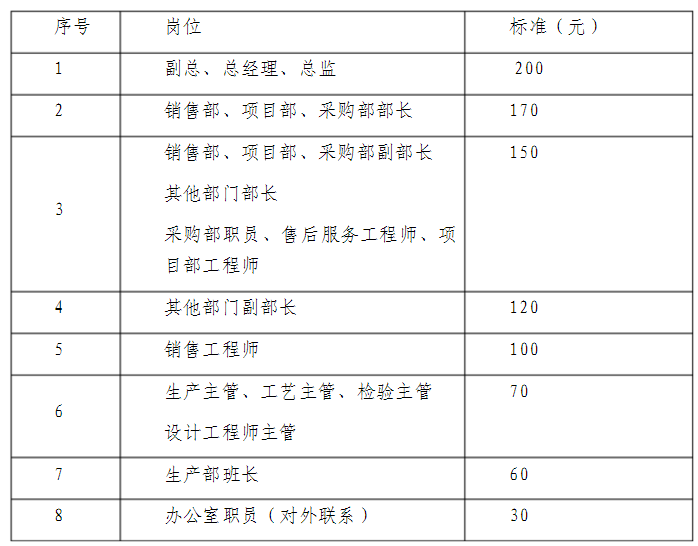 序号 岗位 标准（元）
1 副总、总经理、总监 200
2 销售部、项目部、采购部部长 170
销售部、项目部、采购部副部长 150
其他部门部长
3
采购部职员、售后服务工程师、项
目部工程师
4 其他部门副部长 120
5 销售工程师 100
生产主管、工艺主管、检验主管 70
6
设计工程师主管
7 生产部班长 60
8 办公室职员（对外联系） 30